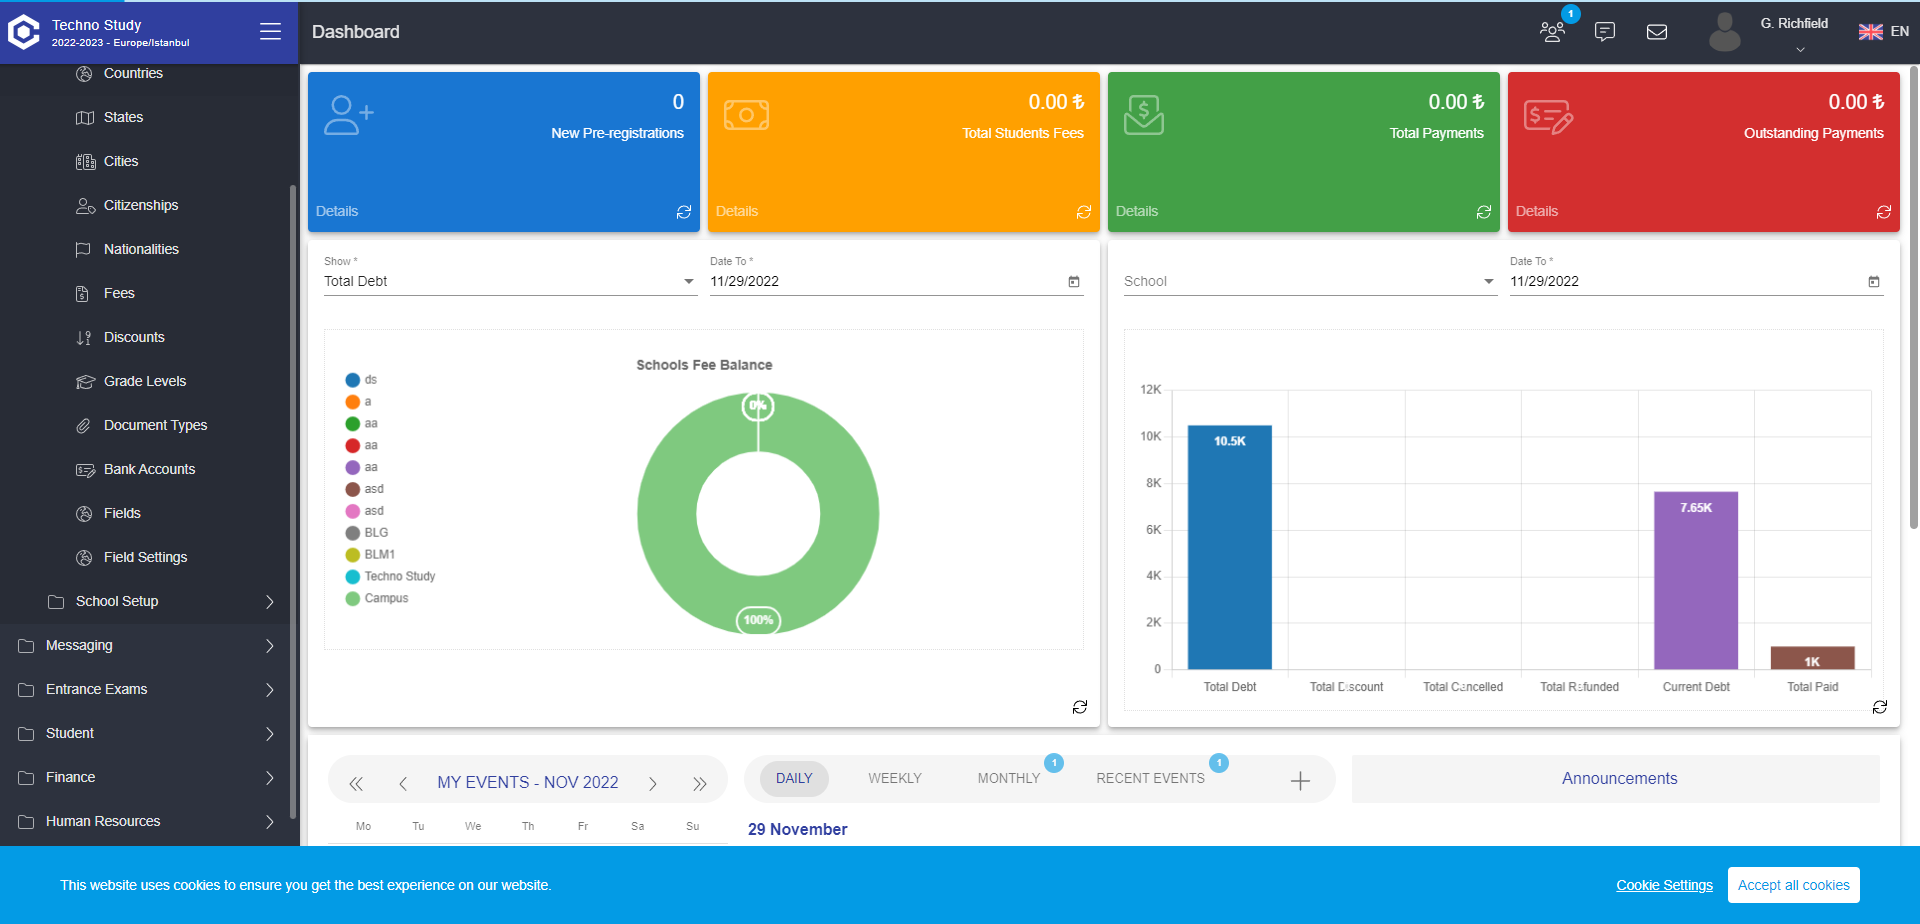 Techno Study
2022-2023 - Europe/Istanbul
Dashboard
1
G. Richfield
EN
Countries
States
Cities
Citizenships
Nationalities
Fees
Discounts
Grade Levels
Document Types
Bank Accounts
Fields
Field Settings
School Setup
Messaging
Entrance Exams
Student
Finance
Human Resources
0
New Pre-registrations
Details
0.00 ₺
Total Students Fees
Details
0.00 ₺
Total Payments
Details
0.00 ₺
Outstanding Payments
Details
Show *
Total Debt
Date To *
11/29/2022
Schools Fee Balance
ds
a
aa
aa
aa
asd
asd
BLG
BLM1
Techno Study
Campus
0%
100%
School
Date To *
11/29/2022
12K
10K
8K
6K
4K
2K
0
10.5K
7.65K
1K
Total Debt
Total Discount
Total Cancelled
Total Refunded
Current Debt
Total Paid
MY EVENTS - NOV 2022
Mo Tu We Th Fr Sa Su
DAILY
WEEKLY
MONTHLY
1
RECENT EVENTS
1
29 November
Announcements
This website uses cookies to ensure you get the best experience on our website.
Cookie Settings
Accept all cookies